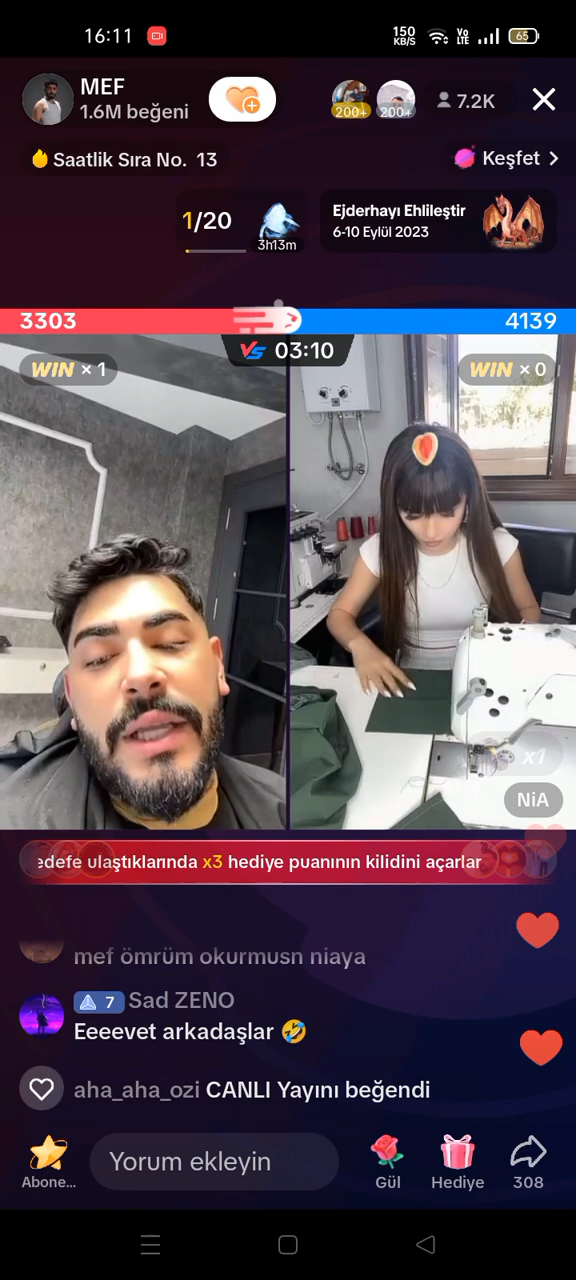 16:11
150 KB/S
Vo LTE
65
MEF
1.6M beğeni
200+
200+
7.2K
Saatlik Sıra No. 13
Keşfet
1/20
3h13m
Ejderhayı Ehlileştir
6-10 Eylül 2023
3303
4139
VS 03:10
WIN × 1
WIN × 0
x1
NiA
edefe ulaştıklarında x3 hediye puanının kilidini açarlar
mef ömrüm okurmusn niaya
7 Sad ZENO
Eeeevet arkadaşlar 🤣
aha_aha_ozi CANLI Yayını beğendi
Yorum ekleyin
Abone...
Gül
Hediye
308